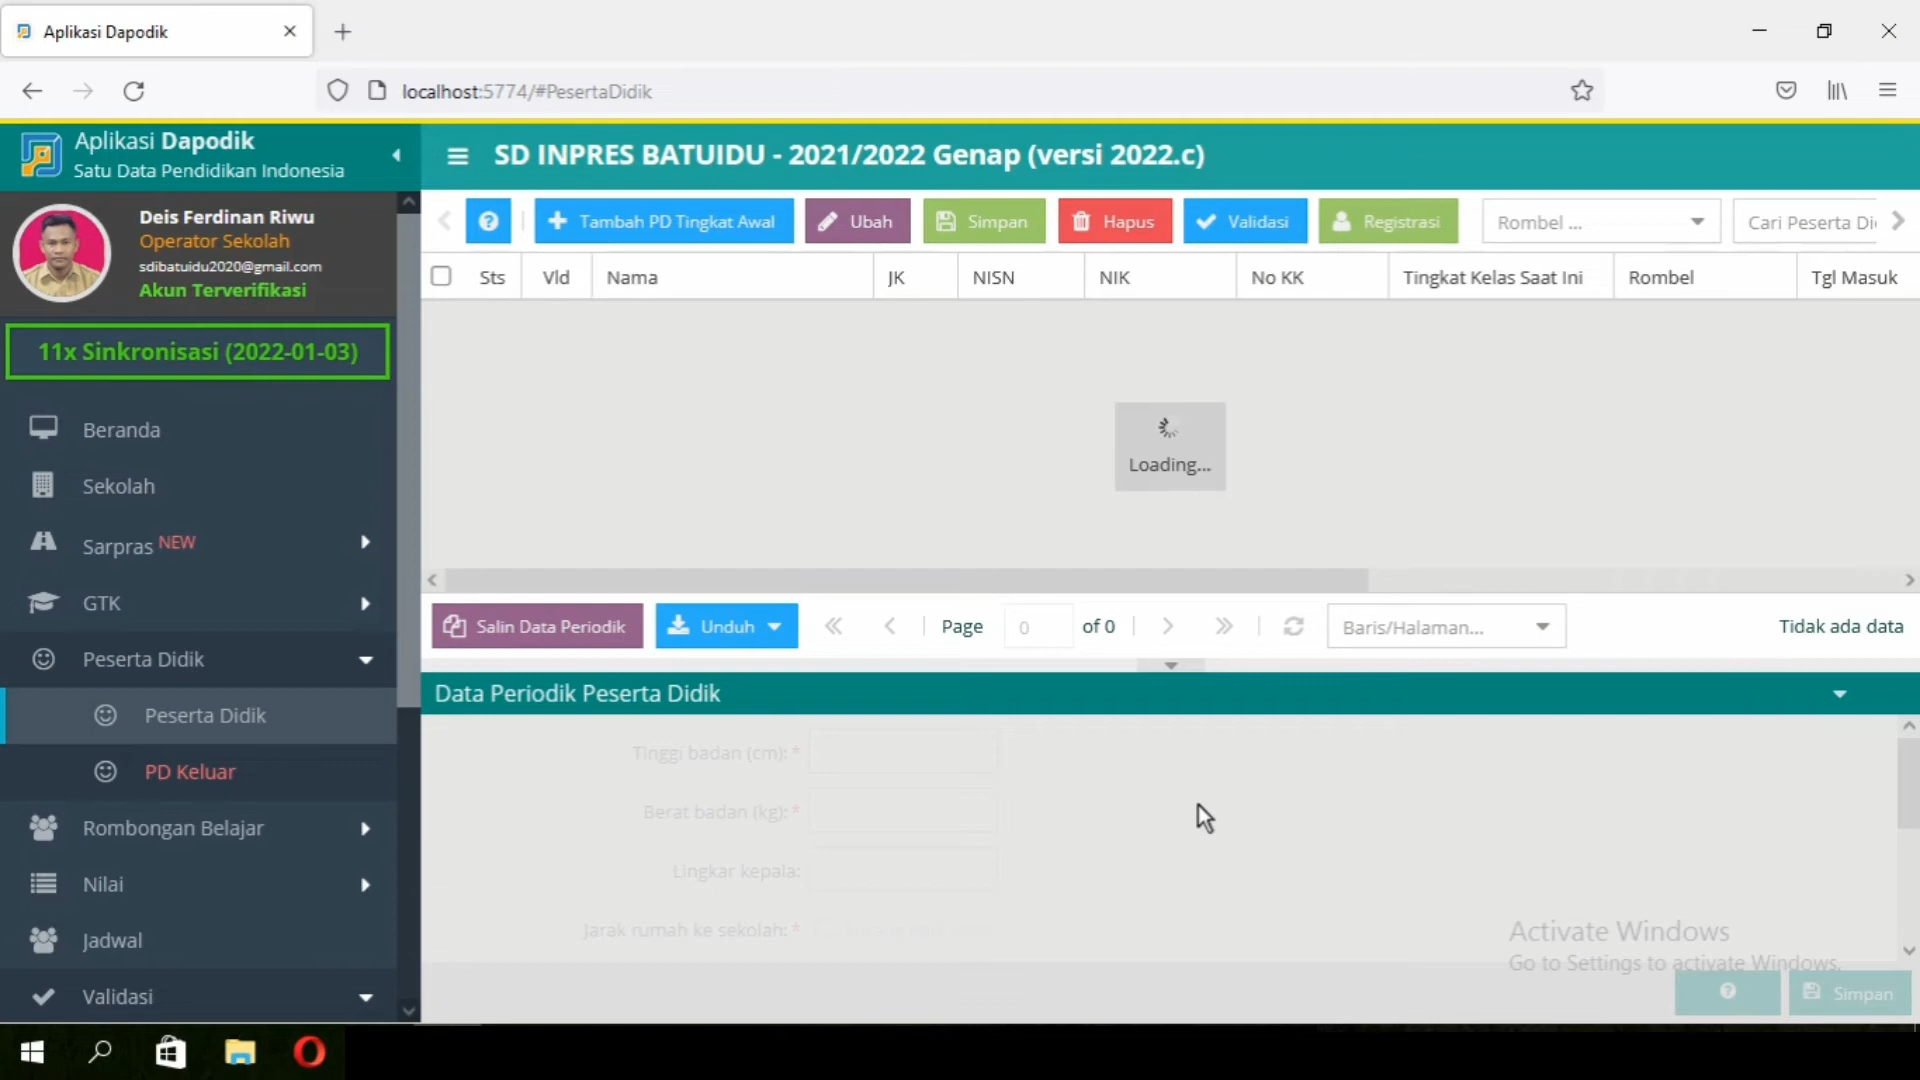 Aplikasi Dapodik
localhost:5774/#PesertaDidik
Aplikasi Dapodik
Satu Data Pendidikan Indonesia
SD INPRES BATUIDU - 2021/2022 Genap (versi 2022.c)
Deis Ferdinan Riwu
Operator Sekolah
sdibatuidu2020@gmail.com
Akun Terverifikasi
11x Sinkronisasi (2022-01-03)
Beranda
Sekolah
Sarpras NEW
GTK
Peserta Didik
Peserta Didik
PD Keluar
Rombongan Belajar
Nilai
Jadwal
Validasi
Tambah PD Tingkat Awal Ubah Simpan Hapus Validasi Registrasi Rombel ... Cari Peserta Di
Sts Vld Nama JK NISN NIK No KK Tingkat Kelas Saat Ini Rombel Tgl Masuk
Loading...
Salin Data Periodik Unduh Page 0 of 0 Baris/Halaman... Tidak ada data
Data Periodik Peserta Didik
Tinggi badan (cm): *
Berat badan (kg): *
Lingkar kepala:
Jarak rumah ke sekolah: *
Activate Windows
Go to Settings to activate Windows.
Simpan